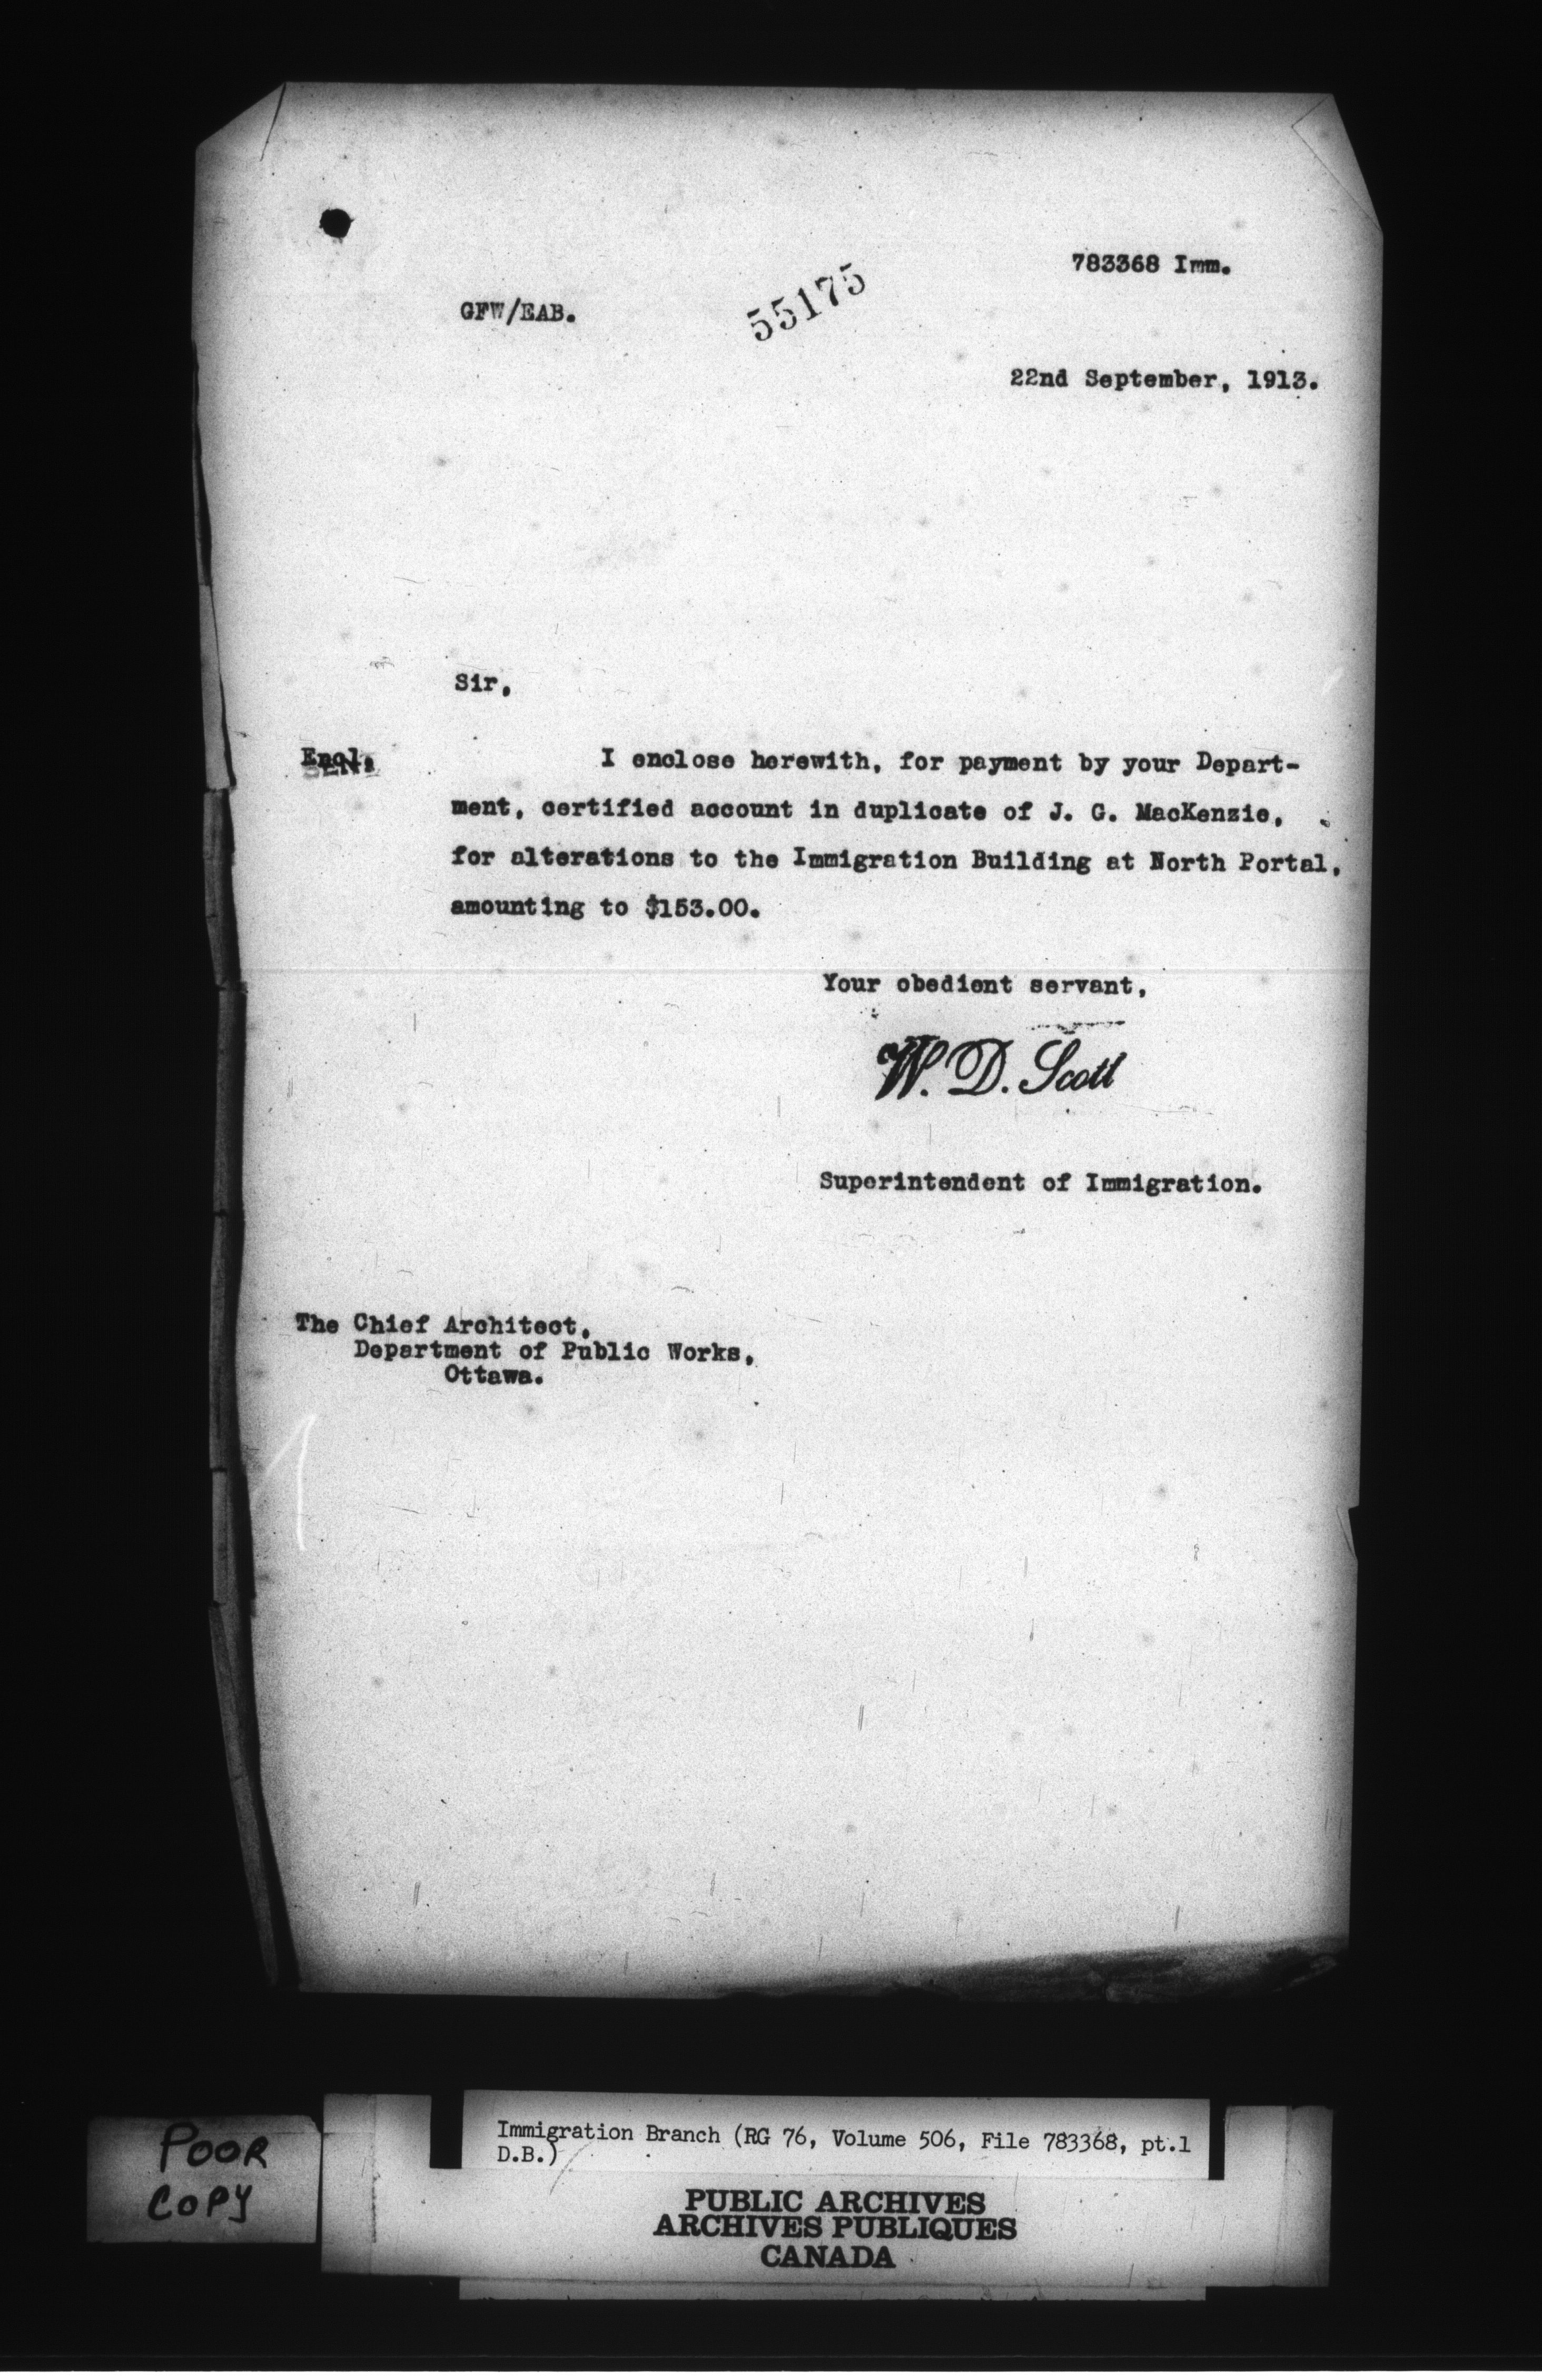 783368 Imm.
GFW/EAB.
55175
22nd September, 1913.
Sir,
Encl.
SENT
I enclose herewith, for payment by your Depart-
ment, certified account in duplicate of J. G. MacKenzie,
for alterations to the Immigration Building at North Portal,
amounting to $153.00.
Your obedient servant,
W. D. Scott
Superintendent of Immigration.
The Chief Architect,
Department of Public Works,
Ottawa.
POOR
COPY
Immigration Branch (RG 76, Volume 506, File 783368, pt.1
D.B.)
PUBLIC ARCHIVES
ARCHIVES PUBLIQUES
CANADA